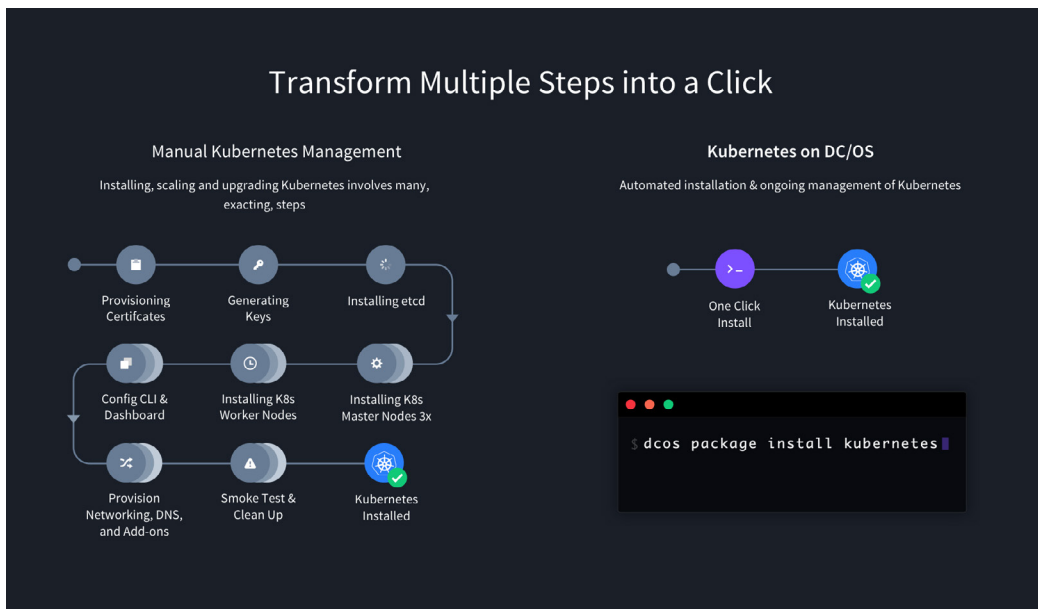 Transform Multiple Steps into a Click
Manual Kubernetes Management
Installing, scaling and upgrading Kubernetes involves many,
exacting, steps
Provisioning
Certifcates
Generating
Keys
Installing etcd
Config CLI &
Dashboard
Installing K8s
Worker Nodes
Installing K8s
Master Nodes 3x
Provision
Networking, DNS,
and Add-ons
Smoke Test &
Clean Up
Kubernetes
Installed
Kubernetes on DC/OS
Automated installation & ongoing management of Kubernetes
>_
One Click
Install
Kubernetes
Installed
$ dcos package install kubernetes